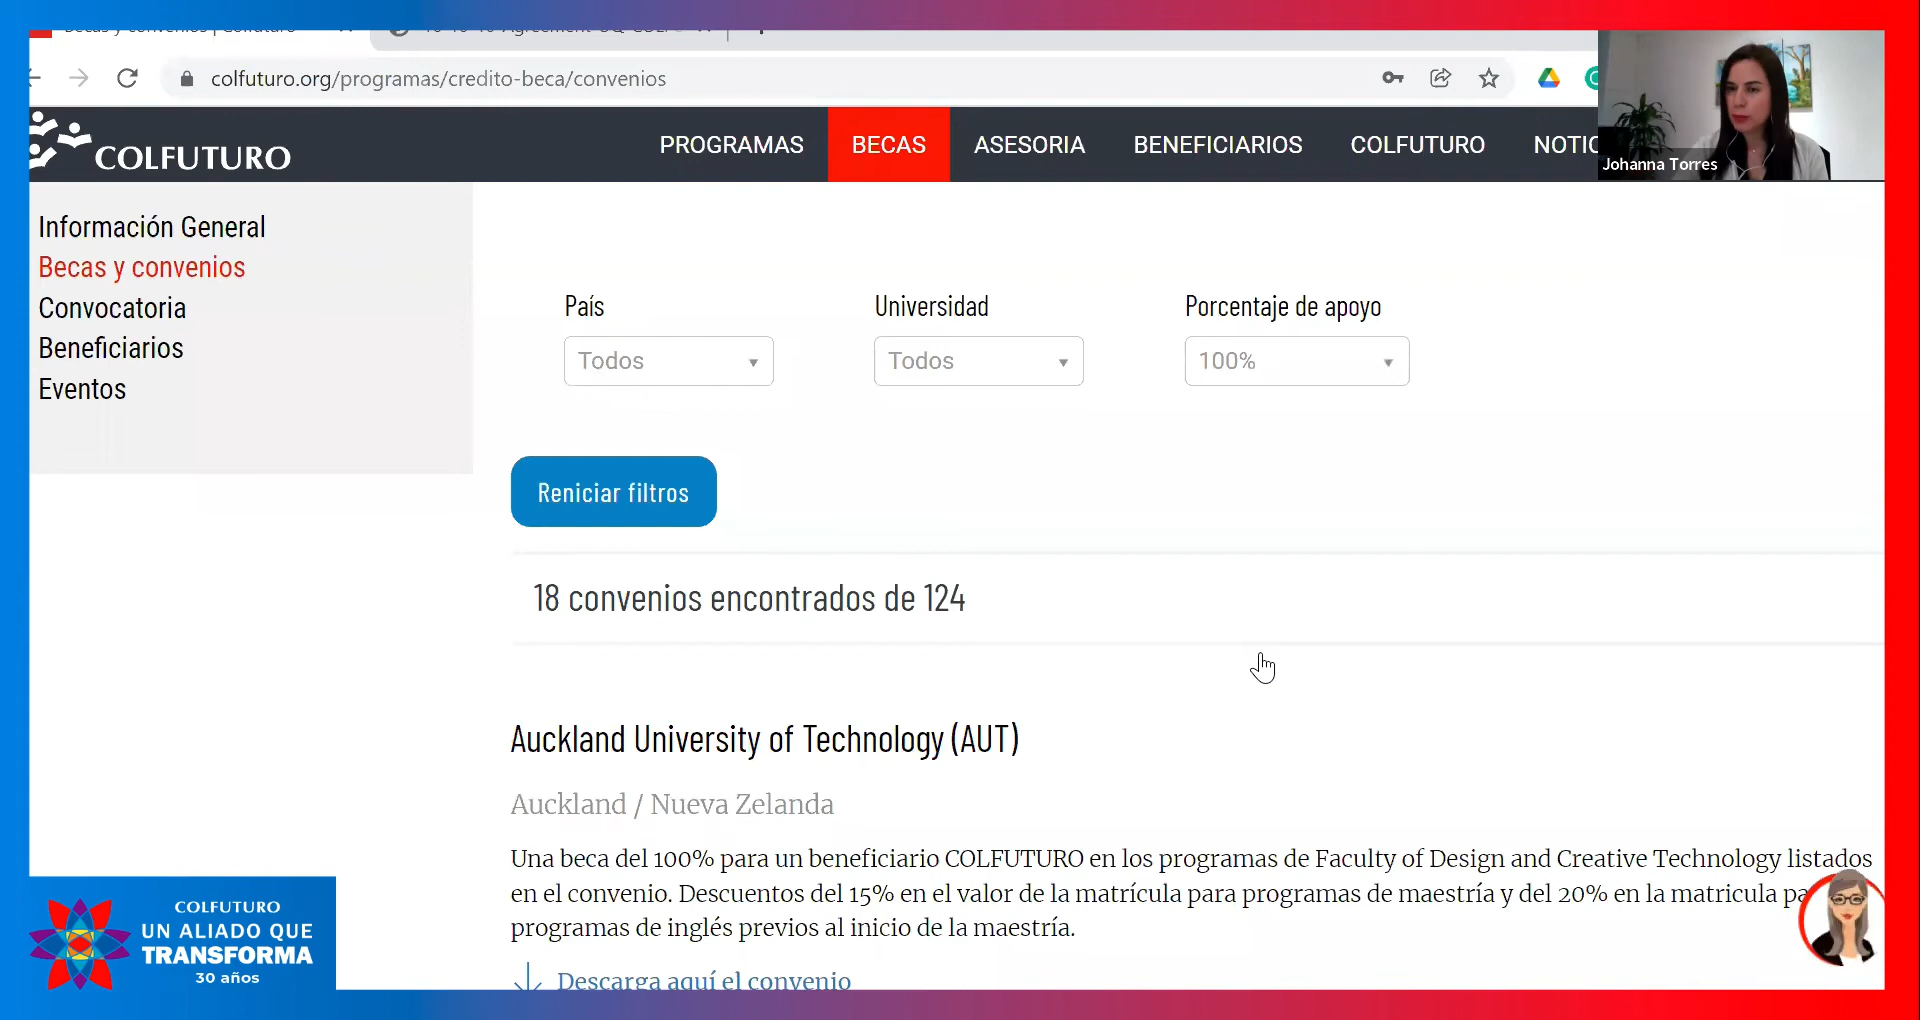 colfuturo.org/programas/credito-beca/convenios
COLFUTURO
PROGRAMAS
BECAS
ASESORIA
BENEFICIARIOS
COLFUTURO
NOTIC
Johanna Torres
Información General
Becas y convenios
Convocatoria
Beneficiarios
Eventos
País
Universidad
Porcentaje de apoyo
Todos
Todos
100%
Reniciar filtros
18 convenios encontrados de 124
Auckland University of Technology (AUT)
Auckland / Nueva Zelanda
Una beca del 100% para un beneficiario COLFUTURO en los programas de Faculty of Design and Creative Technology listados
en el convenio. Descuentos del 15% en el valor de la matrícula para programas de maestría y del 20% en la matricula pa
programas de inglés previos al inicio de la maestría.
Descarga aquí el convenio
COLFUTURO
UN ALIADO QUE
TRANSFORMA
30 años